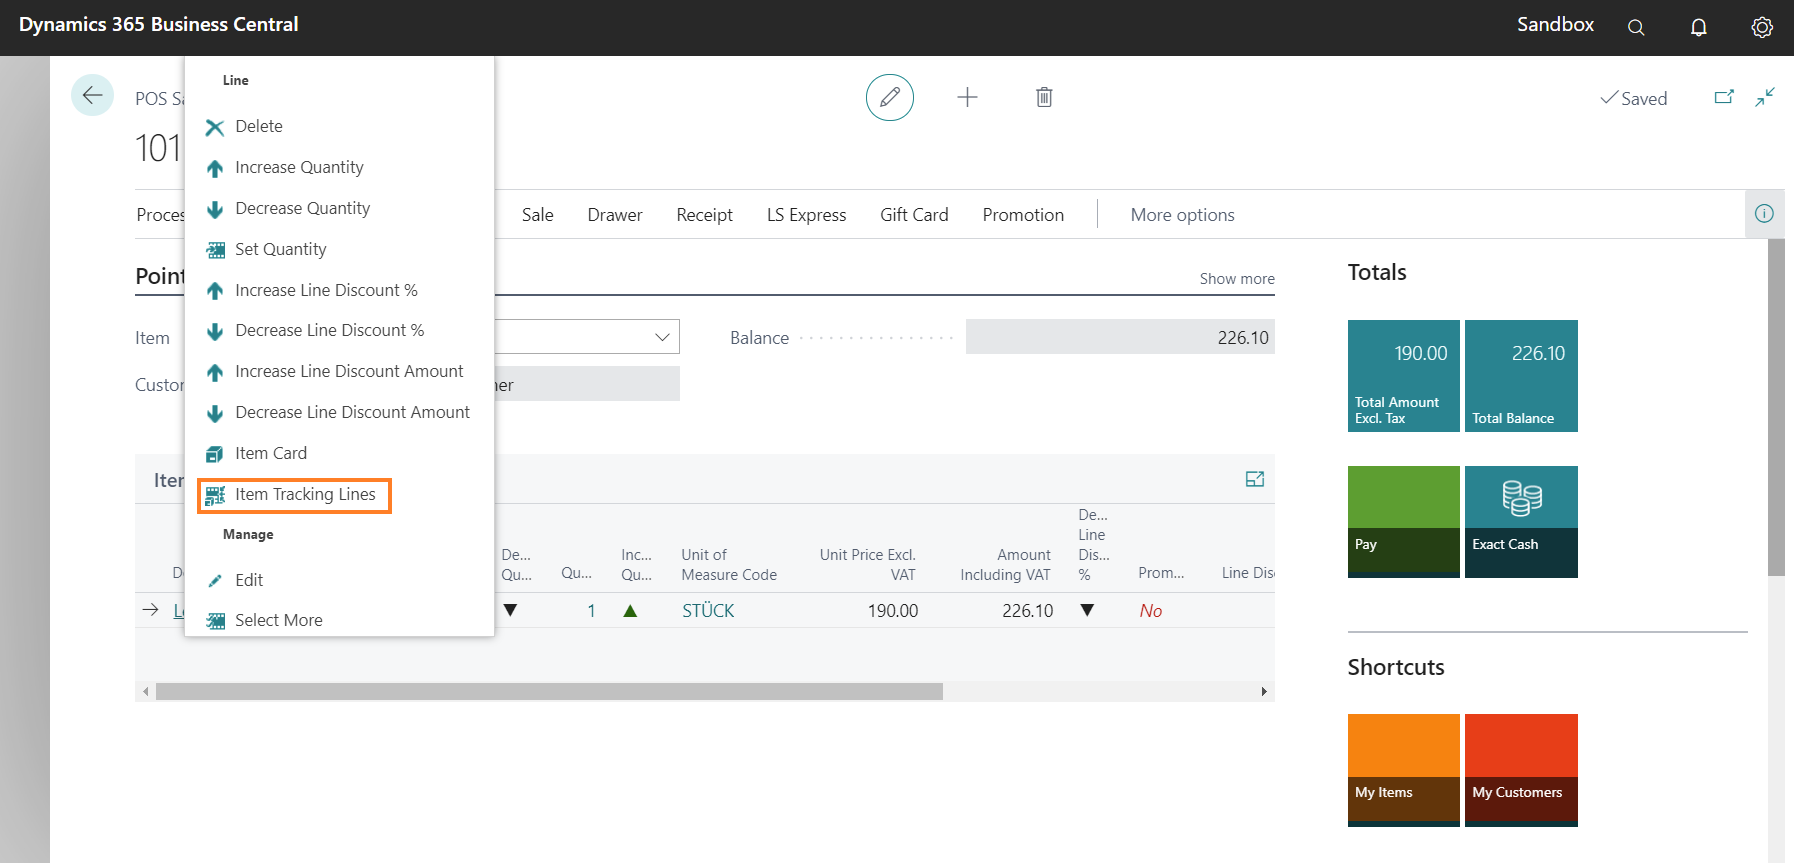 Dynamics 365 Business Central
Sandbox
POS Sa
Saved
101
Line
Delete
Increase Quantity
Decrease Quantity
Set Quantity
Increase Line Discount %
Decrease Line Discount %
Increase Line Discount Amount
Decrease Line Discount Amount
Item Card
Item Tracking Lines
Manage
Edit
Select More
Proces
Sale Drawer Receipt LS Express Gift Card Promotion More options
Point
Show more
Item
Balance 226.10
Custor
ner
Iter
De... Qu...
Qu...
Inc... Qu...
Unit of Measure Code
Unit Price Excl. VAT
Amount Including VAT
De... Line Dis... %
Prom...
Line Disc
1 STÜCK 190.00 226.10 No
Totals
190.00
Total Amount
Excl. Tax
226.10
Total Balance
Pay
Exact Cash
Shortcuts
My Items
My Customers